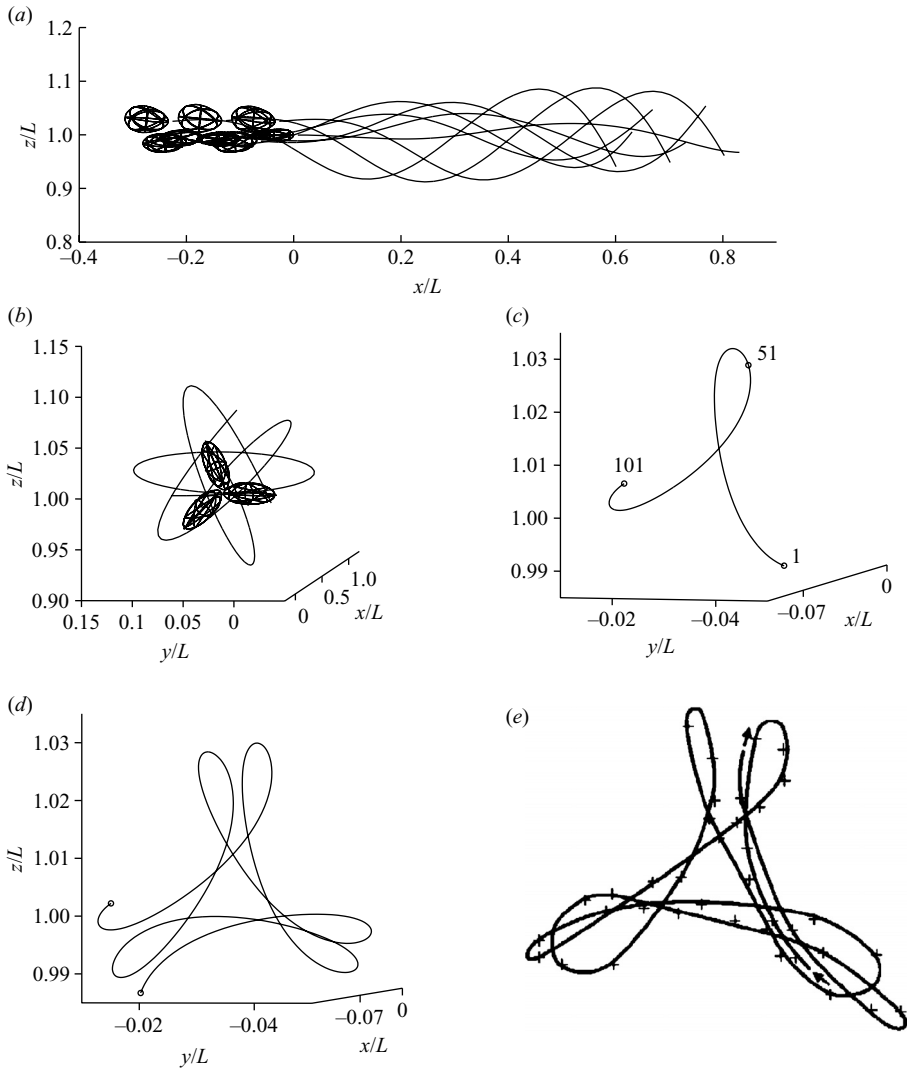 (a)
1.2
1.1
z/L 1.0
0.9
0.8
–0.4 –0.2 0 0.2 0.4 0.6 0.8
x/L
(b)
1.15
1.10
1.05
z/L
1.00
0.95
0.90
0.15 0.1 0.05 0 0 0.5 1.0
y/L x/L
(c)
1.03
51
1.02
1.01
101
1.00
0.99
1
–0.02 –0.04 –0.07 0
y/L x/L
(d)
1.03
1.02
z/L
1.01
1.00
0.99
–0.02 –0.04 –0.07 0
y/L x/L
(e)